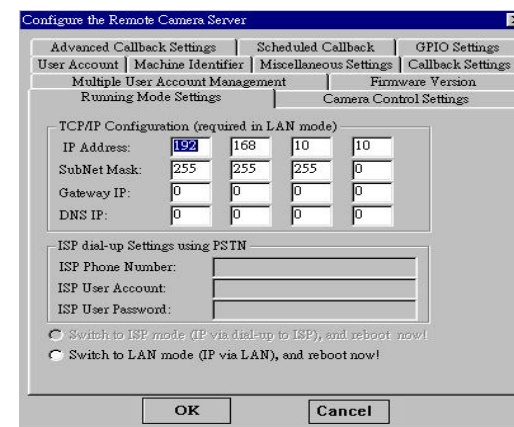 Configure the Remote Camera Server
Advanced Callback Settings Scheduled Callback GPIO Settings
User Account Machine Identifier Miscellaneous Settings Callback Settings
Multiple User Account Management Firmware Version
Running Mode Settings Camera Control Settings
TCP/IP Configuration (required in LAN mode)
IP Address: 192 168 10 10
SubNet Mask: 255 255 255 0
Gateway IP: 0 0 0 0
DNS IP: 0 0 0 0
ISP dial-up Settings using PSTN
ISP Phone Number:
ISP User Account:
ISP User Password:
Switch to ISP mode (IP via dial-up to ISP), and reboot now!
Switch to LAN mode (IP via LAN), and reboot now!
OK Cancel